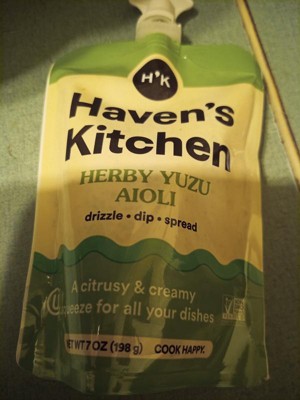 H'K
Haven's
Kitchen
HERBY YUZU
AIOLI
drizzle • dip • spread
A citrusy & creamy
squeeze for all your dishes
NET WT 7 OZ (198 g) COOK HAPPY.